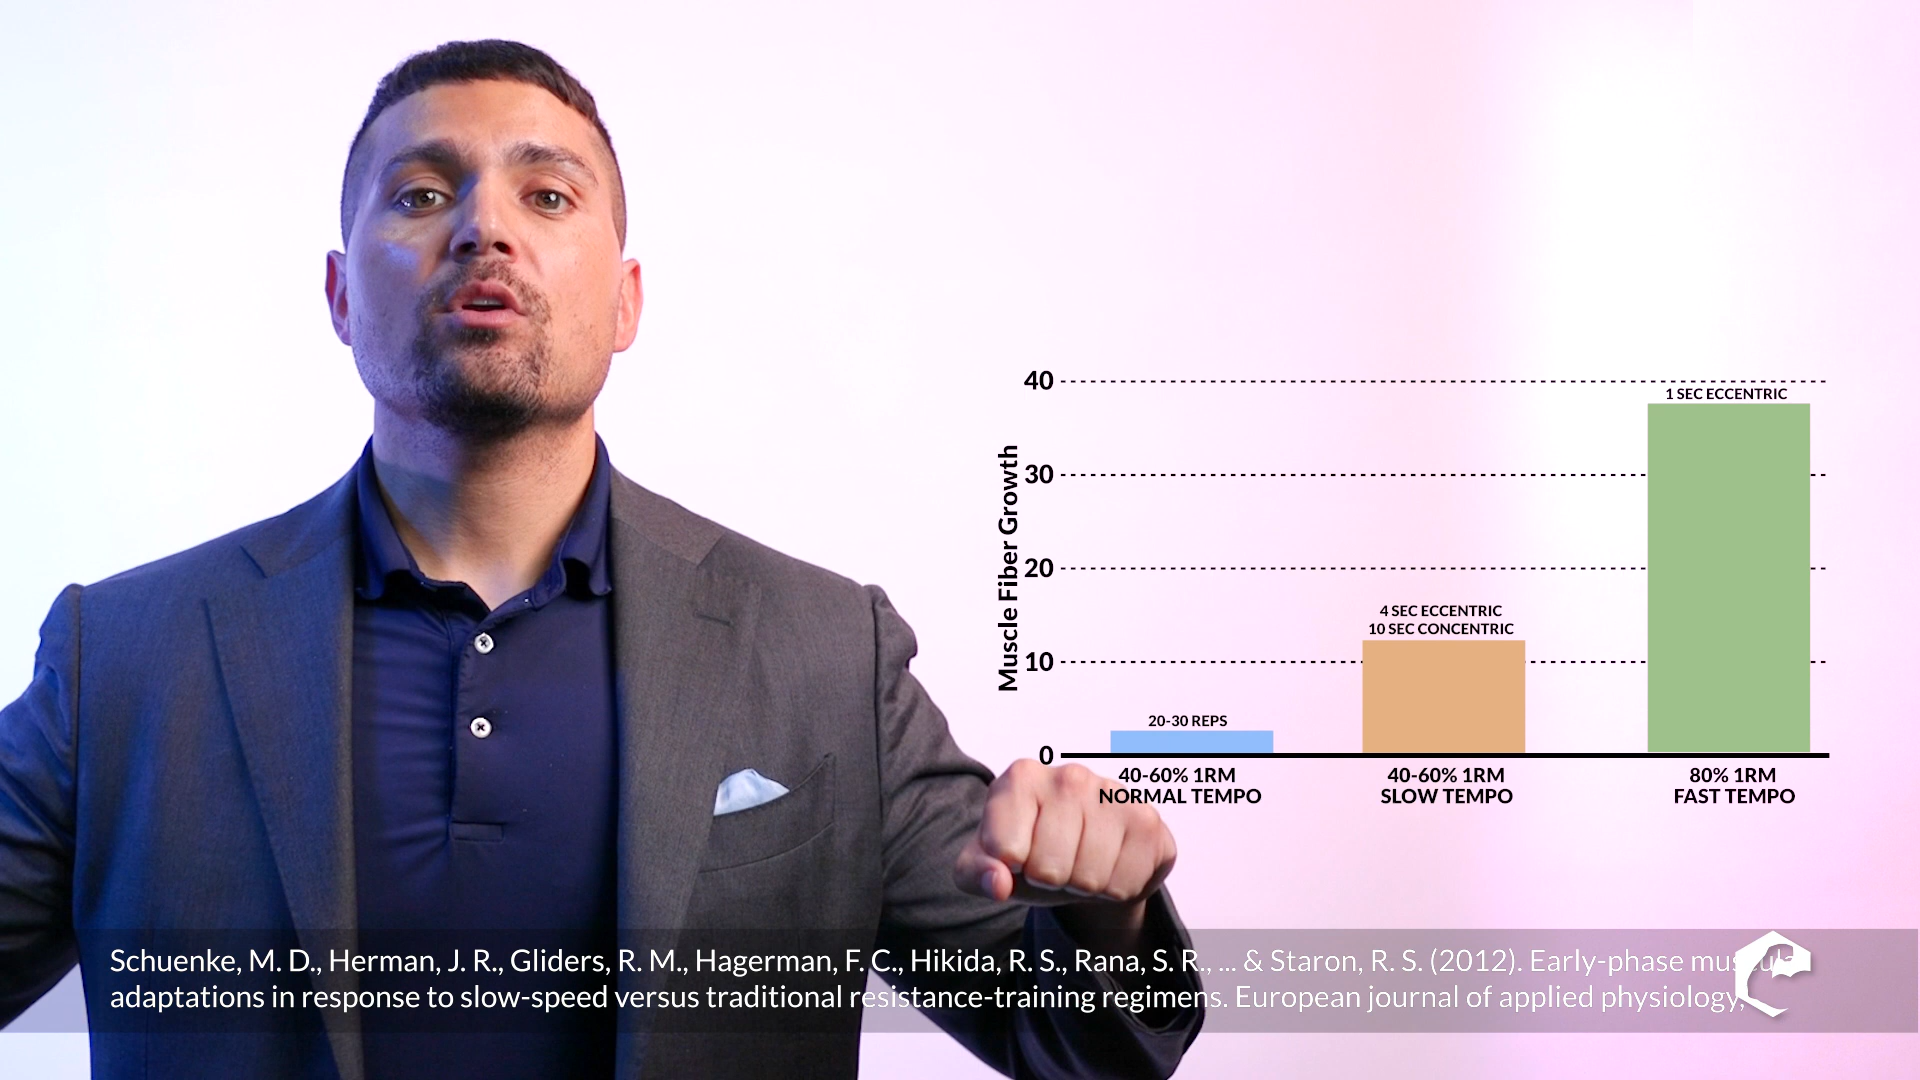 40
1 SEC ECCENTRIC
30
Muscle Fiber Growth
20
4 SEC ECCENTRIC
10 SEC CONCENTRIC
10
20-30 REPS
0
40-60% 1RM
NORMAL TEMPO
40-60% 1RM
SLOW TEMPO
80% 1RM
FAST TEMPO
Schuenke, M. D., Herman, J. R., Gliders, R. M., Hagerman, F. C., Hikida, R. S., Rana, S. R., ... & Staron, R. S. (2012). Early-phase muscular
adaptations in response to slow-speed versus traditional resistance-training regimens. European journal of applied physiology,